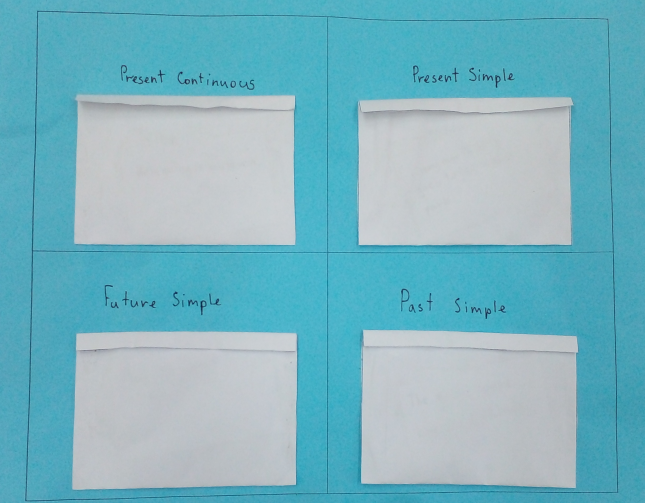 Present Continuous
Present Simple
Future Simple
Past Simple